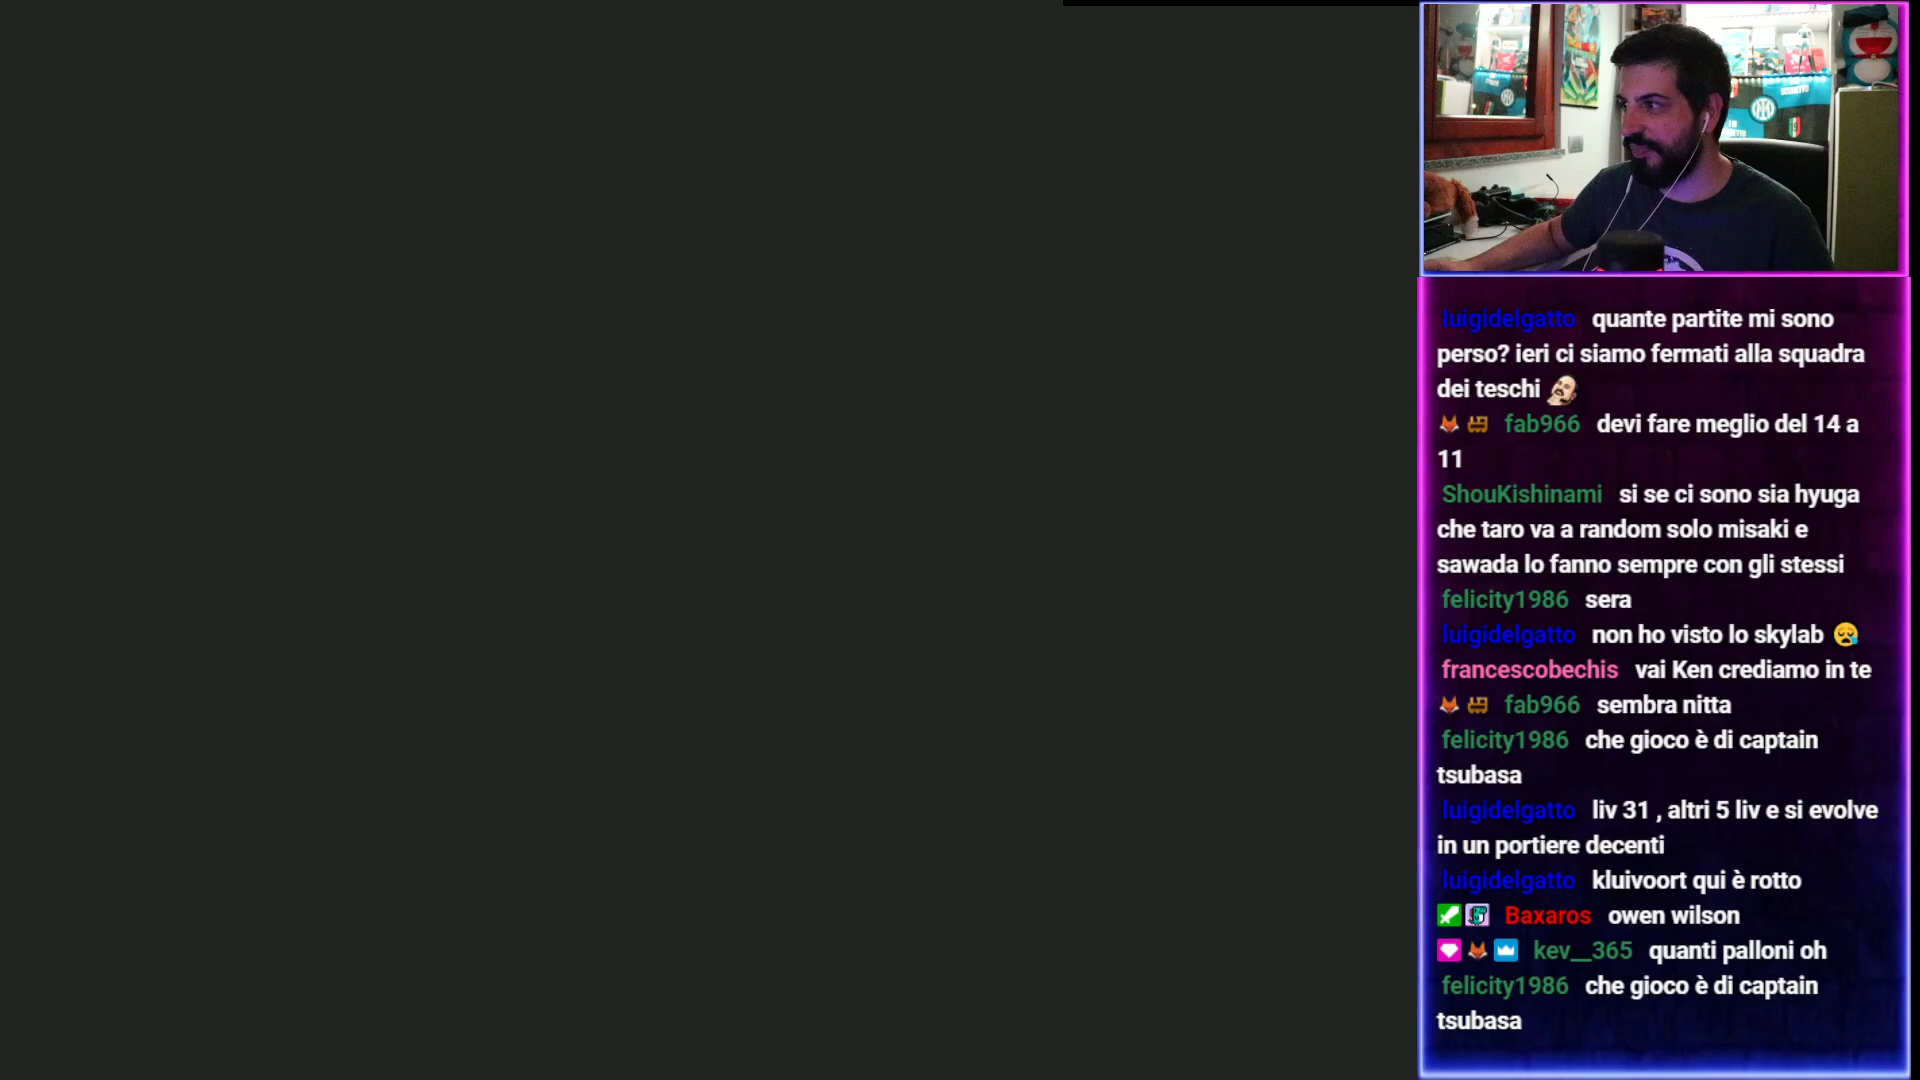 luigidelgatto quante partite mi sono
perso? ieri ci siamo fermati alla squadra
dei teschi
fab966 devi fare meglio del 14 a
11
ShouKishinami si se ci sono sia hyuga
che taro va a random solo misaki e
sawada lo fanno sempre con gli stessi
felicity1986 sera
luigidelgatto non ho visto lo skylab
francescobechis vai Ken crediamo in te
fab966 sembra nitta
felicity1986 che gioco è di captain
tsubasa
luigidelgatto liv 31 , altri 5 liv e si evolve
in un portiere decenti
luigidelgatto kluivoort qui è rotto
Baxaros owen wilson
kev__365 quanti palloni oh
felicity1986 che gioco è di captain
tsubasa